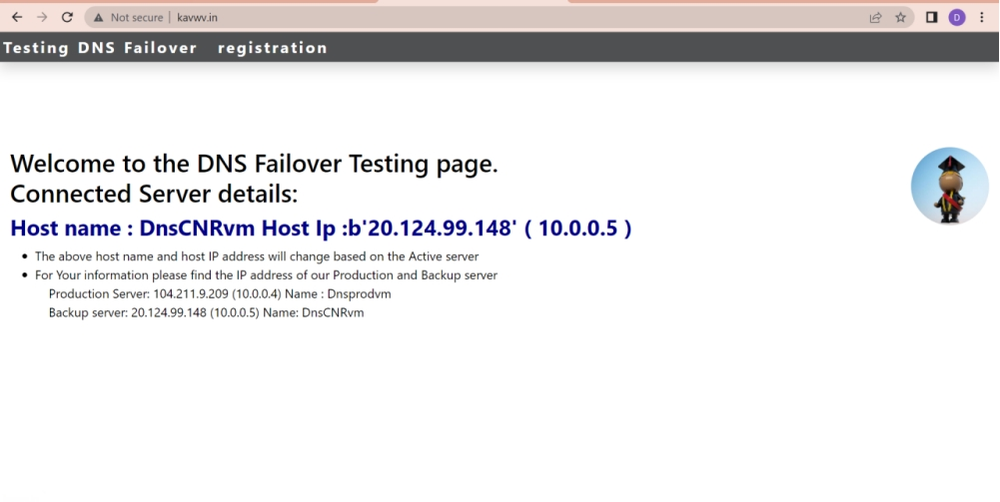 Not secure | kavwv.in
D
Testing DNS Failover registration
Welcome to the DNS Failover Testing page.
Connected Server details:
Host name : DnsCNRvm Host Ip :b'20.124.99.148' ( 10.0.0.5 )
The above host name and host IP address will change based on the Active server
For Your information please find the IP address of our Production and Backup server
Production Server: 104.211.9.209 (10.0.0.4) Name : Dnsprodvm
Backup server: 20.124.99.148 (10.0.0.5) Name: DnsCNRvm